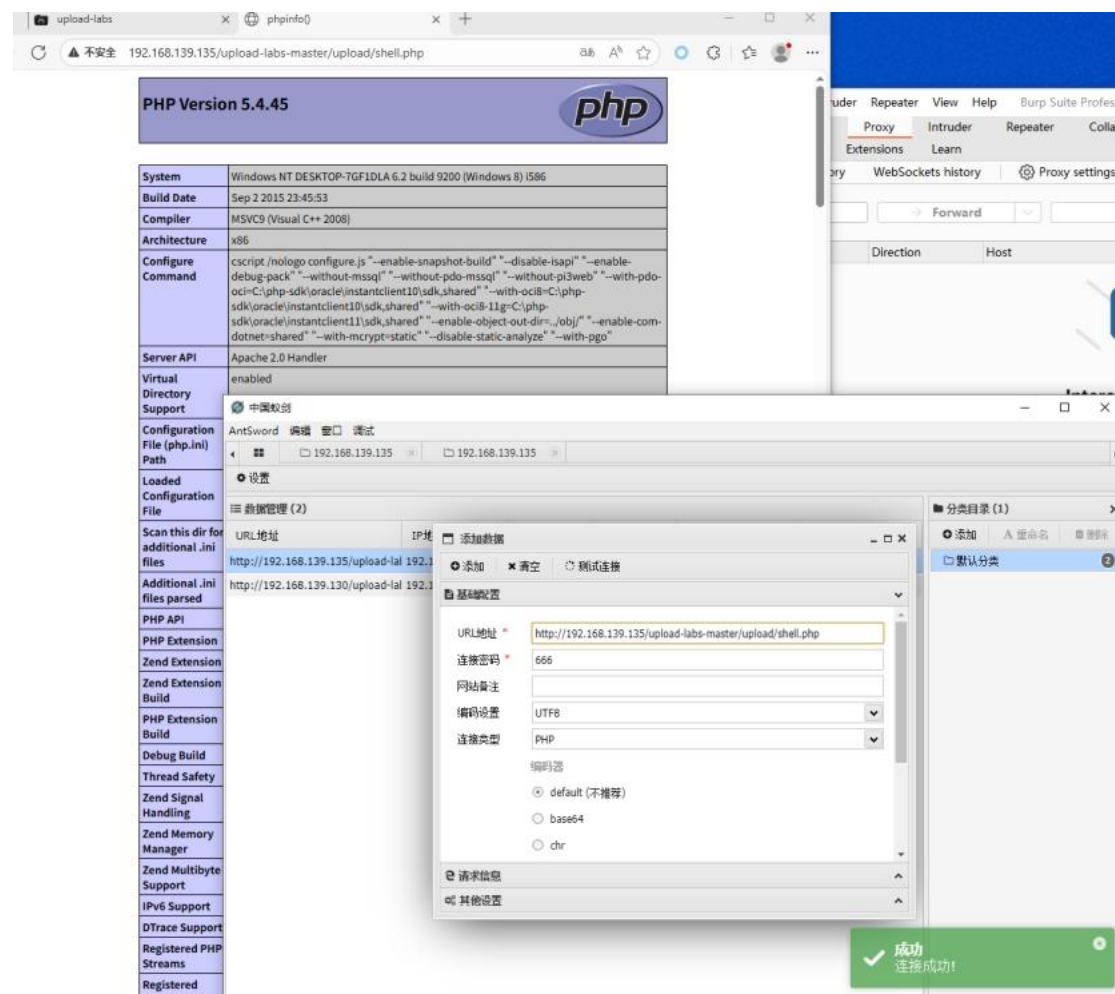 upload-labs
phpinfo()
不安全 192.168.139.135/upload-labs-master/upload/shell.php
PHP Version 5.4.45
php
System Windows NT DESKTOP-7GF1DLA 6.2 build 9200 (Windows 8) i586
Build Date Sep 2 2015 23:45:53
Compiler MSVC9 (Visual C++ 2008)
Architecture x86
Configure Command
cscript /nologo configure.js "--enable-snapshot-build" "--disable-isapi" "--enable-
debug-pack" "--without-mssql" "--without-pdo-mssql" "--without-pi3web" "--with-pdo-
oci=C:\php-sdk\oracle\instantclient10\sdk,shared" "--with-oci8=C:\php-
sdk\oracle\instantclient10\sdk,shared" "--with-oci8-11g=C:\php-
sdk\oracle\instantclient11\sdk,shared" "--enable-object-out-dir=../obj/" "--enable-com-
dotnet=shared" "--with-mcrypt=static" "--disable-static-analyze" "--with-pgo"
Server API Apache 2.0 Handler
Virtual Directory Support enabled
Configuration
File (php.ini)
Path
Loaded
Configuration
File
Scan this dir for
additional .ini
files
Additional .ini
files parsed
PHP API
PHP Extension
Zend Extension
Zend Extension
Build
PHP Extension
Build
Debug Build
Thread Safety
Zend Signal
Handling
Zend Memory
Manager
Zend Multibyte
Support
IPv6 Support
DTrace Support
Registered PHP
Streams
Registered
Repeater View Help Burp Suite Profes
Proxy Intruder Repeater Colla
Extensions Learn
WebSockets history Proxy settings
Forward
Direction Host
中国蚁剑
AntSword 编辑 窗口 调试
192.168.139.135 192.168.139.135
设置
数据管理 (2)
URL地址 IP地
http://192.168.139.135/upload-lal 192.1
http://192.168.139.130/upload-lal 192.1
分类目录 (1)
添加 重命名 删除
默认分类 2
添加数据
添加 清空 测试连接
基础配置
URL地址 * http://192.168.139.135/upload-labs-master/upload/shell.php
连接密码 * 666
网站备注
编码设置 UTF8
连接类型 PHP
编码器
default (不推荐)
base64
chr
请求信息
其他设置
成功
连接成功!